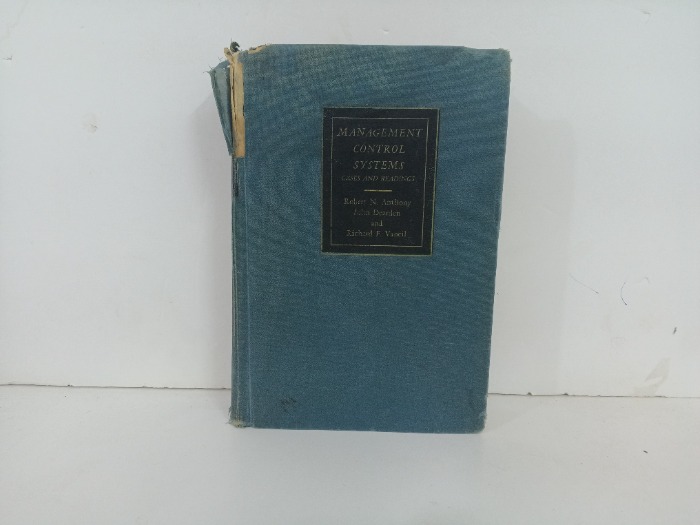 MANAGEMENT
CONTROL
SYSTEMS
CASES AND READINGS
Robert N. Anthony
John Dearden
and
Richard F. Vancil